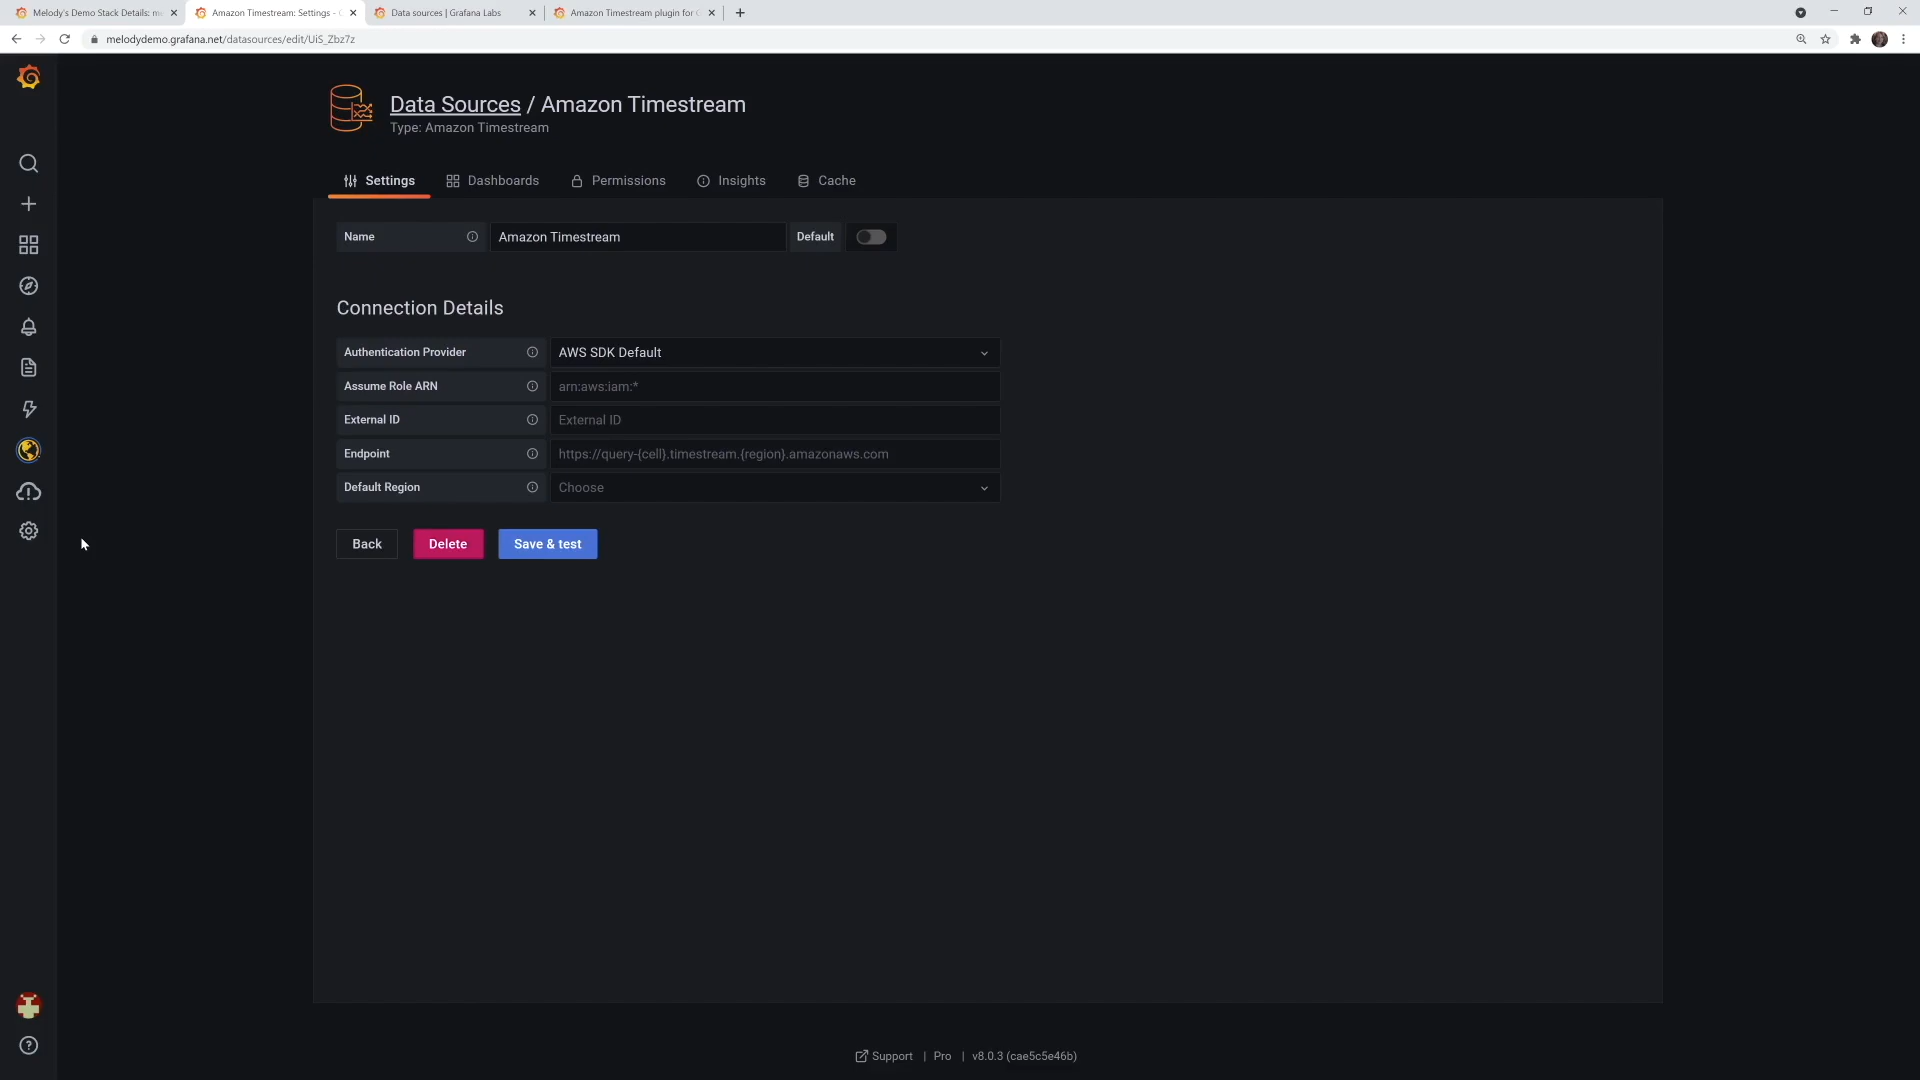 Melody's Demo Stack Details: m
Amazon Timestream: Settings -
Data sources | Grafana Labs
Amazon Timestream plugin for
melodydemo.grafana.net/datasources/edit/UiS_Zbz7z
Data Sources / Amazon Timestream
Type: Amazon Timestream
Settings
Dashboards
Permissions
Insights
Cache
Name
Amazon Timestream
Default
Connection Details
Authentication Provider
AWS SDK Default
Assume Role ARN
arn:aws:iam:*
External ID
External ID
Endpoint
https://query-{cell}.timestream.{region}.amazonaws.com
Default Region
Choose
Back
Delete
Save & test
Support | Pro | v8.0.3 (cae5c5e46b)